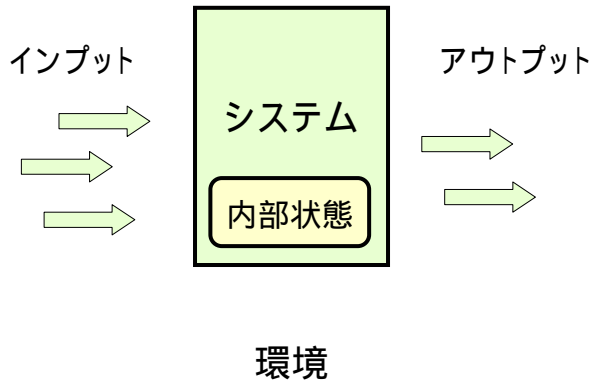 インプット
アウトプット
システム
内部状態
環境